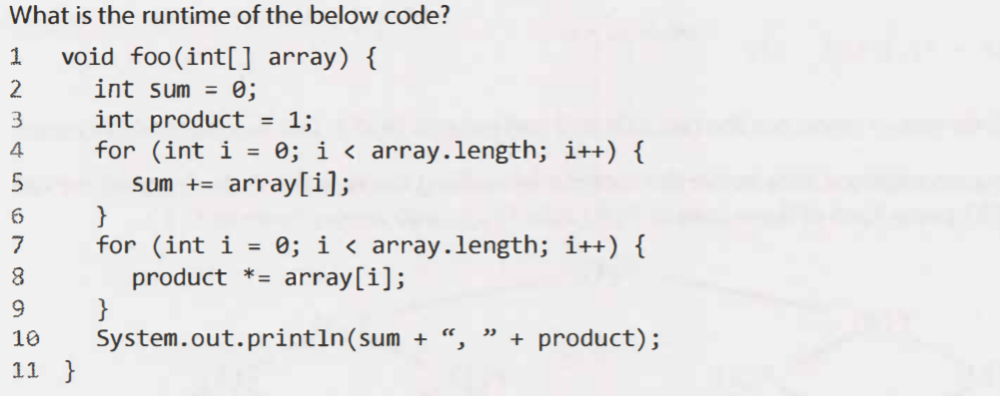 What is the runtime of the below code?
1 void foo(int[] array) {
2 int sum = 0;
3 int product = 1;
4 for (int i = 0; i < array.length; i++) {
5 sum += array[i];
6 }
7 for (int i = 0; i < array.length; i++) {
8 product *= array[i];
9 }
10 System.out.println(sum + “, ” + product);
11 }